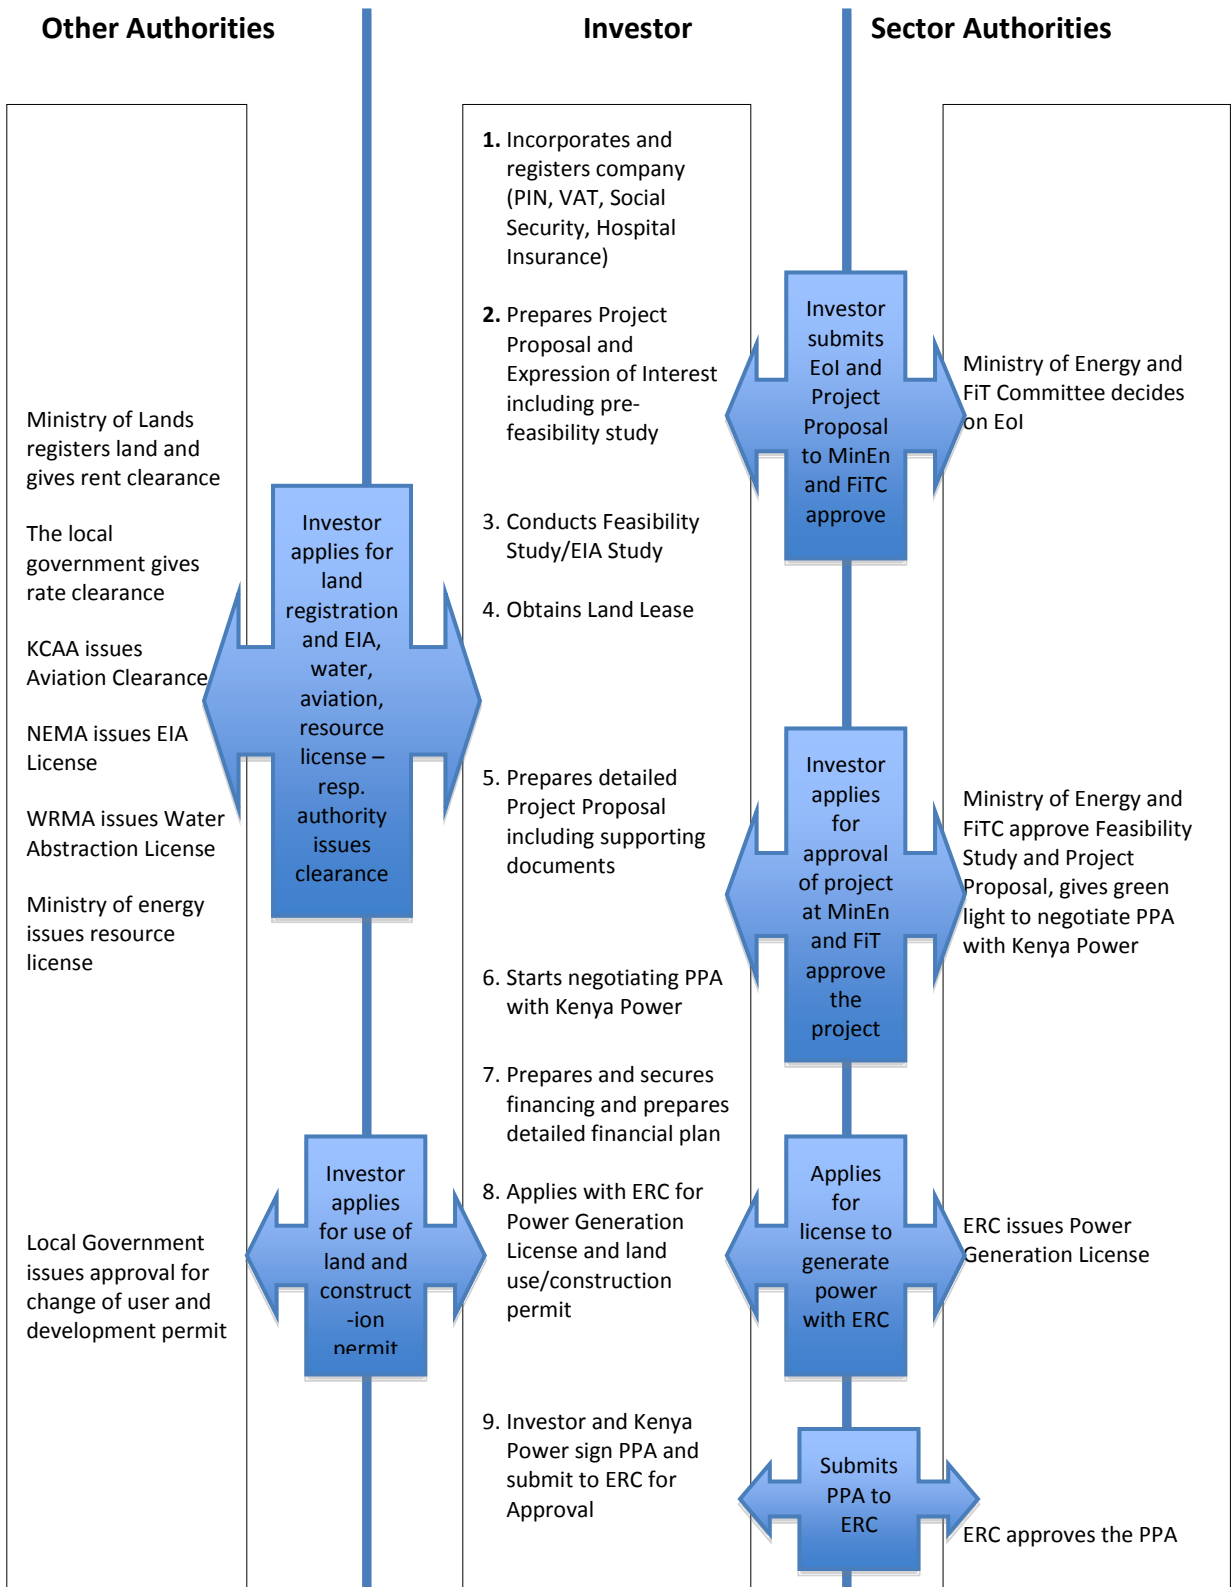 Other Authorities
Investor
Sector Authorities
Ministry of Lands
registers land and
gives rent clearance
The local
government gives
rate clearance
KCAA issues
Aviation Clearance
NEMA issues EIA
License
WRMA issues Water
Abstraction License
Ministry of energy
issues resource
license
Local Government
issues approval for
change of user and
development permit
Investor
applies for
land
registration
and EIA,
water,
aviation,
resource
license –
resp.
authority
issues
clearance
Investor
applies
for use of
land and
construct
-ion
permit
1. Incorporates and
registers company
(PIN, VAT, Social
Security, Hospital
Insurance)
2. Prepares Project
Proposal and
Expression of Interest
including pre-
feasibility study
3. Conducts Feasibility
Study/EIA Study
4. Obtains Land Lease
5. Prepares detailed
Project Proposal
including supporting
documents
6. Starts negotiating PPA
with Kenya Power
7. Prepares and secures
financing and prepares
detailed financial plan
8. Applies with ERC for
Power Generation
License and land
use/construction
permit
9. Investor and Kenya
Power sign PPA and
submit to ERC for
Approval
Investor
submits
EoI and
Project
Proposal
to MinEn
and FiTC
approve
Investor
applies
for
approval
of project
at MinEn
and FiT
approve
the
project
Applies
for
license to
generate
power
with ERC
Submits
PPA to
ERC
Ministry of Energy and
FiT Committee decides
on EoI
Ministry of Energy and
FiTC approve Feasibility
Study and Project
Proposal, gives green
light to negotiate PPA
with Kenya Power
ERC issues Power
Generation License
ERC approves the PPA